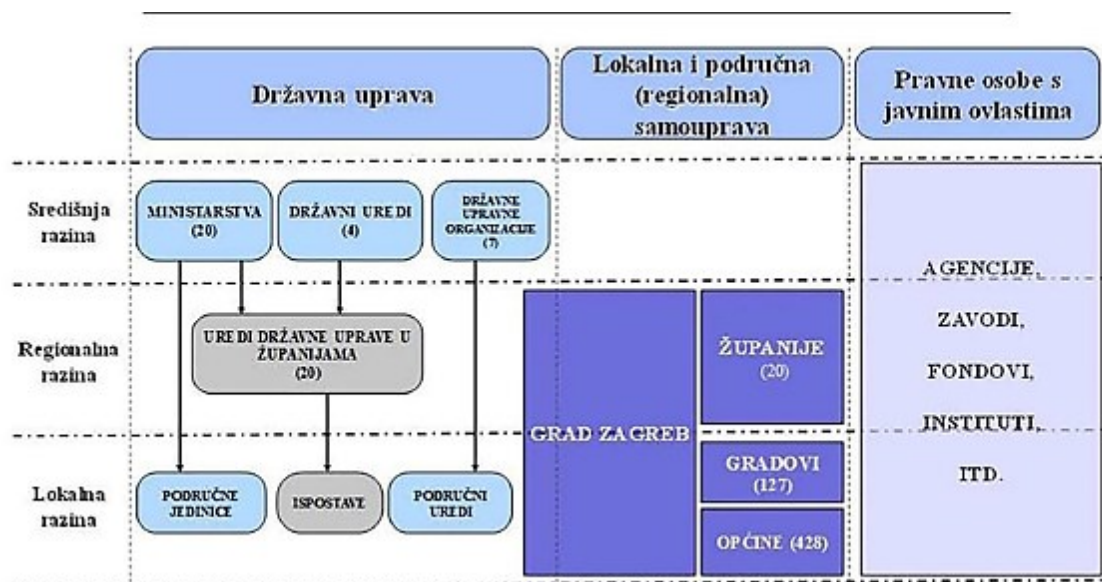 Državna uprava
Lokalna i područna
(regionalna)
samouprava
Pravne osobe s
javnim ovlastima
Središnja
razina
MINISTARSTVA
(20)
DRŽAVNI UREDI
(4)
DRŽAVNE
UPRAVNE
ORGANIZACIJE
(7)
Regionalna
razina
UREDI DRŽAVNE UPRAVE U
ŽUPANIJAMA
(20)
GRAD ZAGREB
ŽUPANIJE
(20)
GRADOVI
(127)
OPĆINE (428)
Lokalna
razina
PODRUČNE
JEDINICE
ISPOSTAVE
PODRUČNI
UREDI
AGENCIJE,
ZAVODI,
FONDOVI,
INSTITUTI,
ITD.